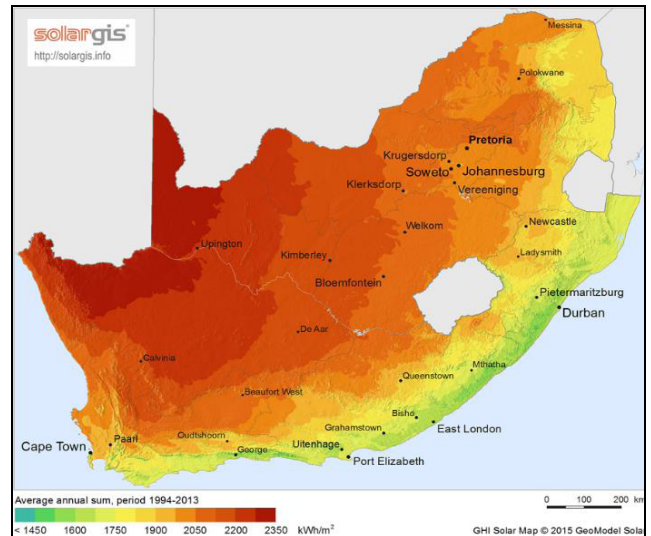 solargis
http://solargis.info
Messina
Polokwane
Pretoria
Krugersdorp
Soweto
Johannesburg
Klerksdorp
Vereeniging
Welkom
Newcastle
Upington
Kimberley
Ladysmith
Bloemfontein
Pietermaritzburg
Durban
De Aar
Calvinia
Mthatha
Queenstown
Beaufort West
Bisho
Grahamstown
East London
Oudtshoorn
Paarl
Uitenhage
Cape Town
George
Port Elizabeth
Average annual sum, period 1994-2013
0 100 200 km
< 1450 1600 1750 1900 2050 2200 2350 kWh/m²
GHI Solar Map © 2015 GeoModel Solar